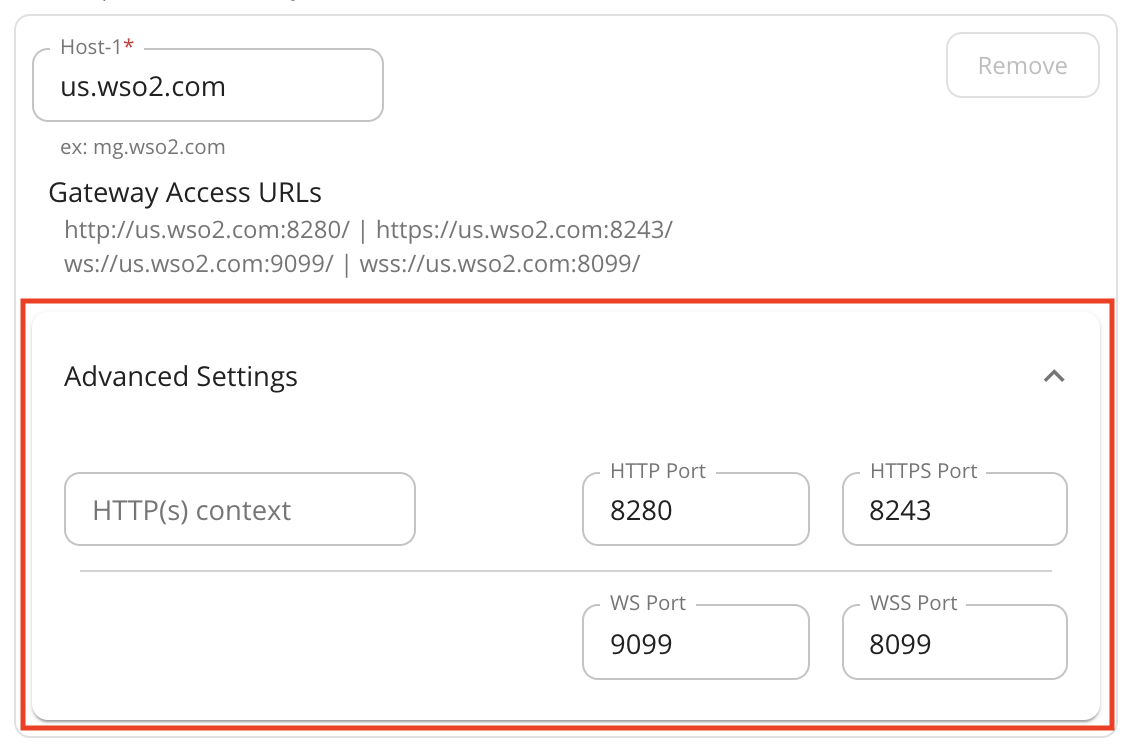 Host-1*
us.wso2.com
Remove
ex: mg.wso2.com
Gateway Access URLs
http://us.wso2.com:8280/ | https://us.wso2.com:8243/
ws://us.wso2.com:9099/ | wss://us.wso2.com:8099/
Advanced Settings
HTTP(s) context
HTTP Port
8280
HTTPS Port
8243
WS Port
9099
WSS Port
8099